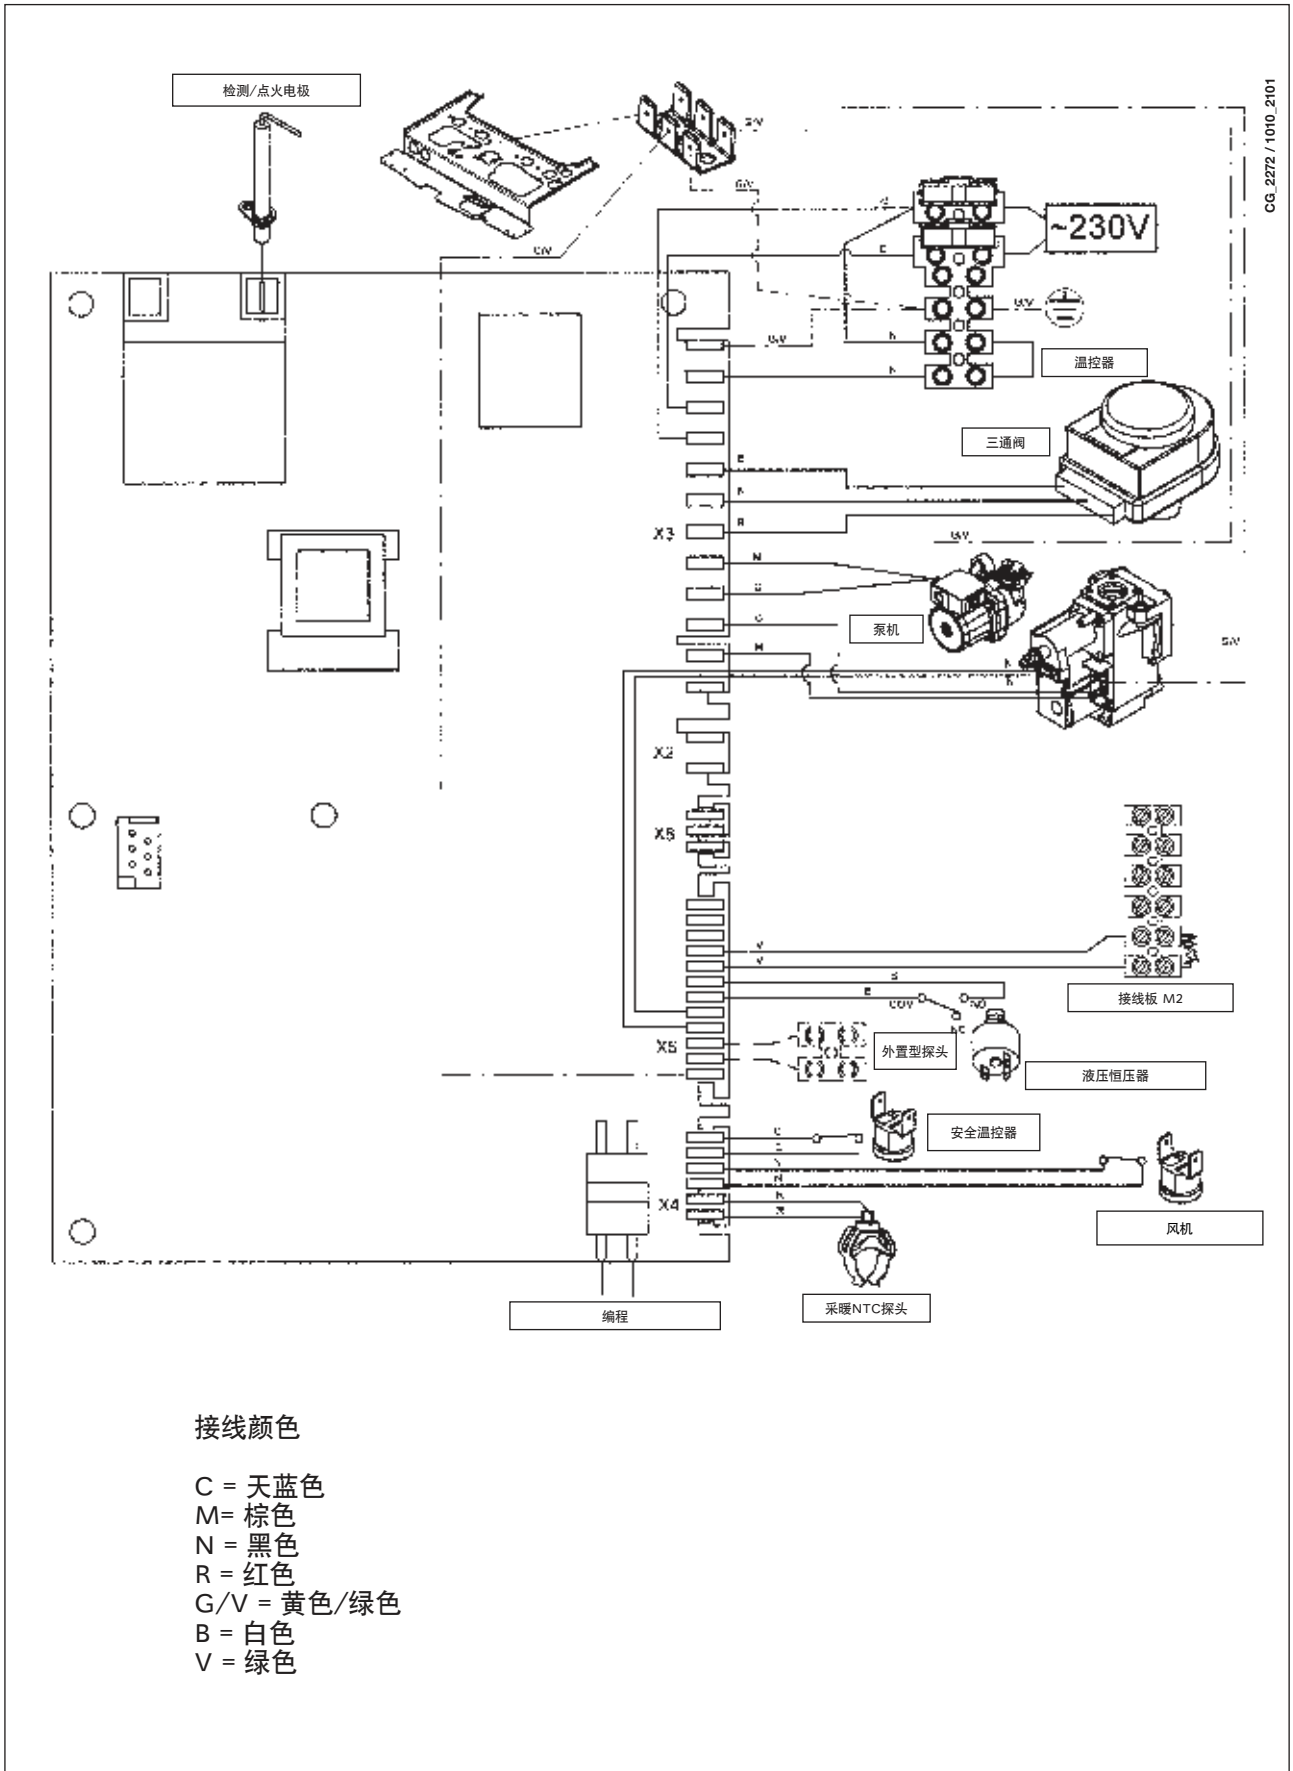 CG_2272 / 1010_2101
检测/点火电极
G/V
G/V
G/V
~230V
G/V
G/V
N
N
温控器
三通阀
X3
R
G/V
M
泵机
C
M
N
N
G/V
X2
V
V
接线板 M2
B
NO
NC
外置型探头
液压恒压器
安全温控器
C
X4
风机
采暖NTC探头
编程
接线颜色
C = 天蓝色
M= 棕色
N = 黑色
R = 红色
G/V = 黄色/绿色
B = 白色
V = 绿色